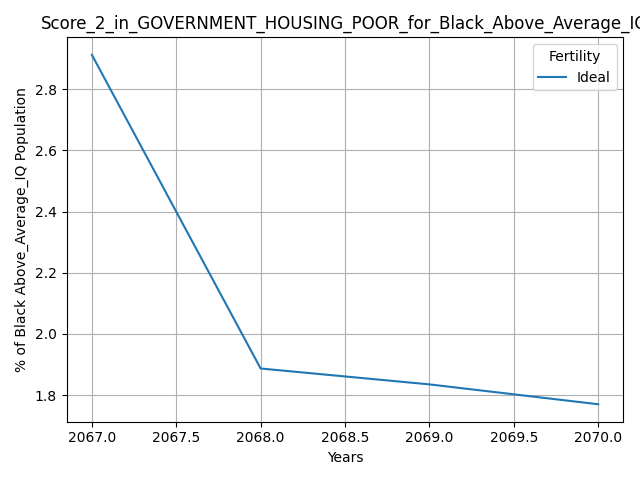 Score_2_in_GOVERNMENT_HOUSING_POOR_for_Black_Above_Average_IQ
Fertility
Ideal
% of Black Above_Average_IQ Population
2.8
2.6
2.4
2.2
2.0
1.8
2067.0 2067.5 2068.0 2068.5 2069.0 2069.5 2070.0
Years